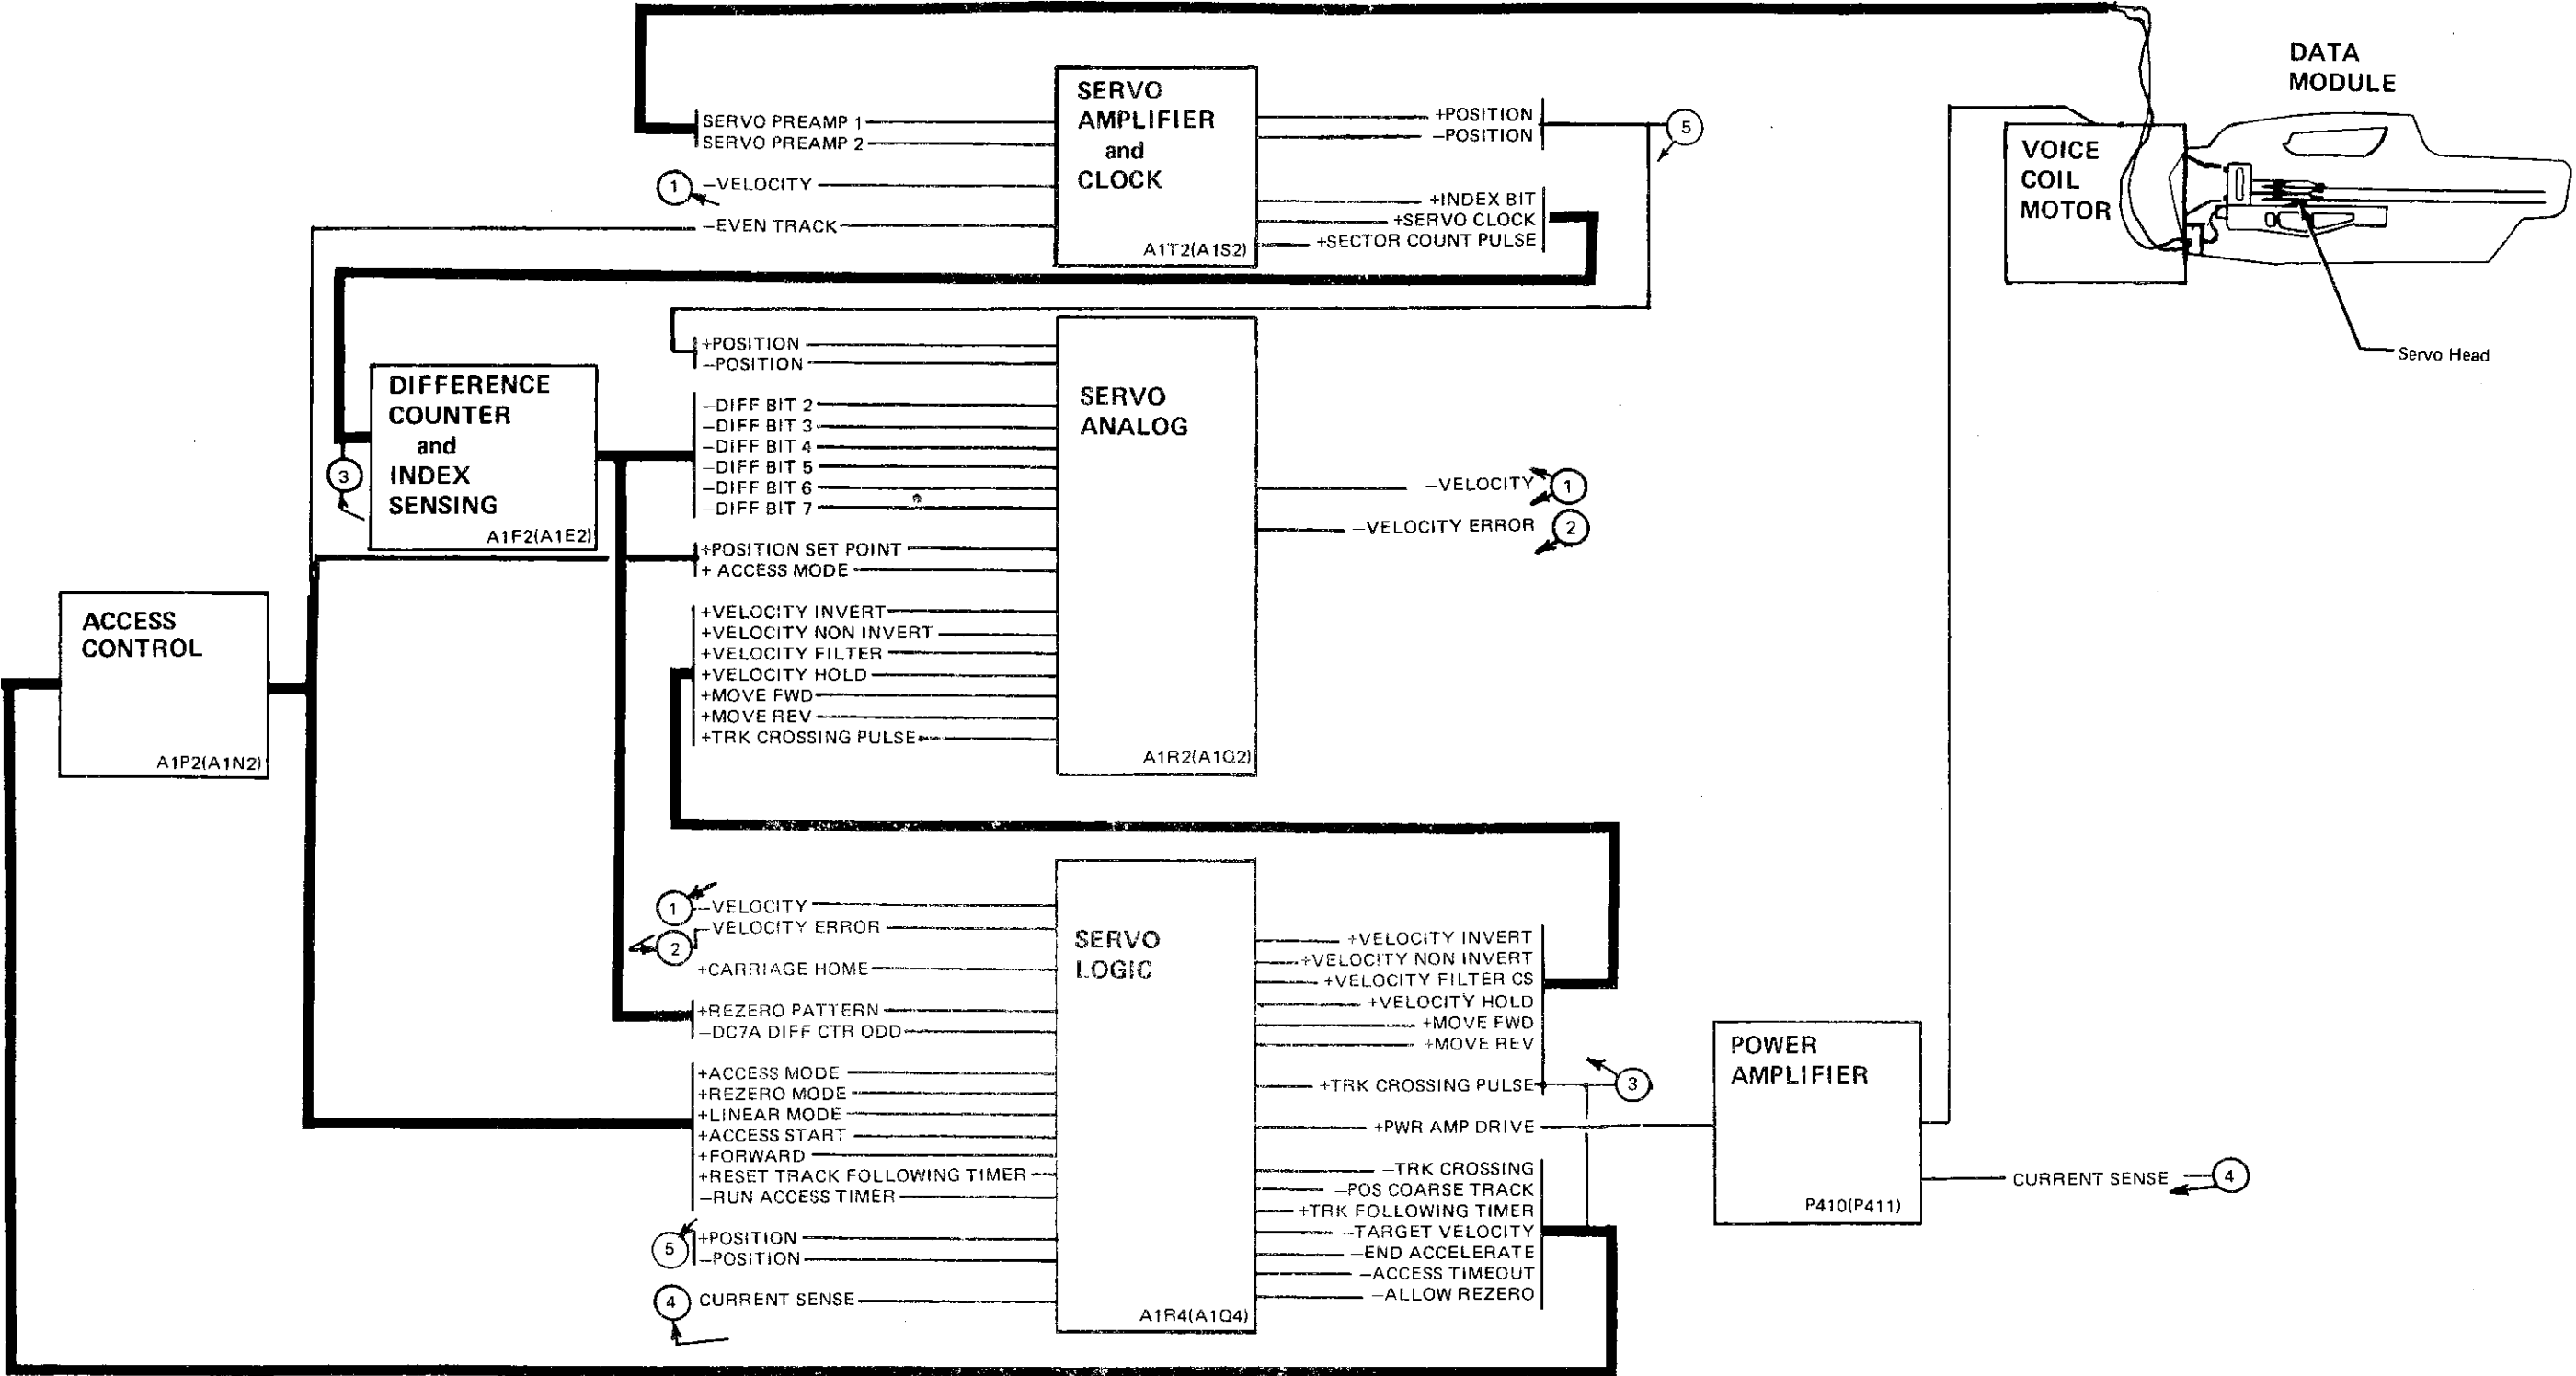 DATA
MODULE
SERVO
AMPLIFIER
and
CLOCK
A1T2(A1S2)
SERVO PREAMP 1
SERVO PREAMP 2
1
−VELOCITY
−EVEN TRACK
+POSITION
−POSITION
5
+INDEX BIT
+SERVO CLOCK
+SECTOR COUNT PULSE
VOICE
COIL
MOTOR
Servo Head
DIFFERENCE
COUNTER
and
INDEX
SENSING
A1F2(A1E2)
3
+POSITION
−POSITION
−DIFF BIT 2
−DIFF BIT 3
−DIFF BIT 4
−DIFF BIT 5
−DIFF BIT 6
−DIFF BIT 7
+POSITION SET POINT
+ ACCESS MODE
+VELOCITY INVERT
+VELOCITY NON INVERT
+VELOCITY FILTER
+VELOCITY HOLD
+MOVE FWD
+MOVE REV
+TRK CROSSING PULSE
SERVO
ANALOG
A1R2(A1Q2)
−VELOCITY
1
−VELOCITY ERROR
2
ACCESS
CONTROL
A1P2(A1N2)
1
−VELOCITY
2
−VELOCITY ERROR
+CARRIAGE HOME
+REZERO PATTERN
−DC7A DIFF CTR ODD
+ACCESS MODE
+REZERO MODE
+LINEAR MODE
+ACCESS START
+FORWARD
+RESET TRACK FOLLOWING TIMER
−RUN ACCESS TIMER
5
+POSITION
−POSITION
4
CURRENT SENSE
SERVO
LOGIC
A1R4(A1Q4)
+VELOCITY INVERT
+VELOCITY NON INVERT
+VELOCITY FILTER CS
+VELOCITY HOLD
+MOVE FWD
+MOVE REV
+TRK CROSSING PULSE
3
+PWR AMP DRIVE
−TRK CROSSING
−POS COARSE TRACK
+TRK FOLLOWING TIMER
−TARGET VELOCITY
−END ACCELERATE
−ACCESS TIMEOUT
−ALLOW REZERO
POWER
AMPLIFIER
P410(P411)
CURRENT SENSE
4